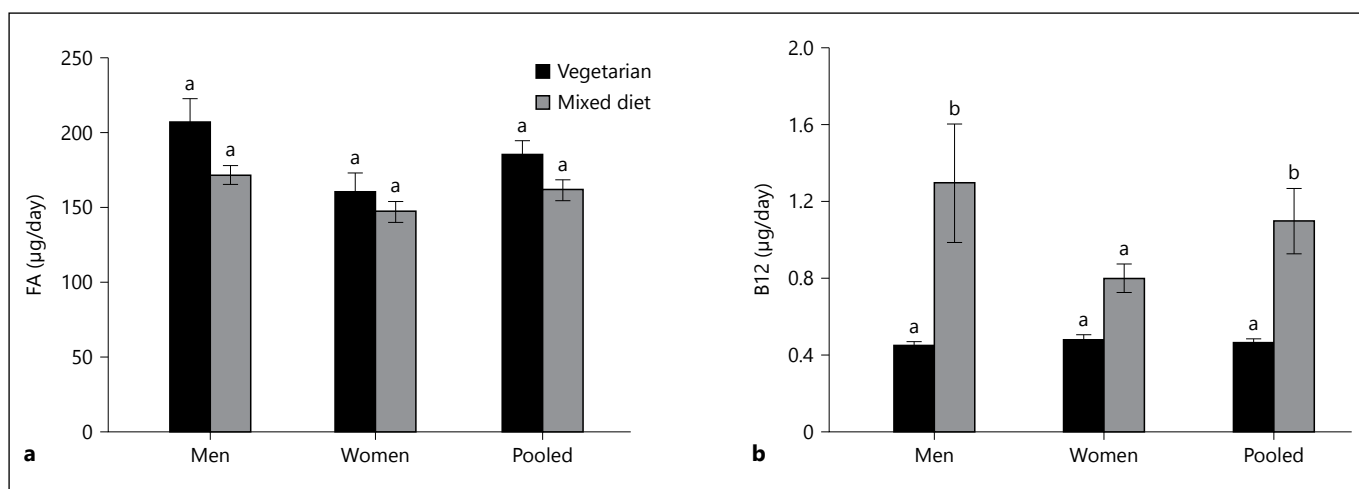 250
200
150
100
50
0
FA (µg/day)
a
a
a
a
a
a
Vegetarian
Mixed diet
Men
Women
Pooled
a
2.0
1.6
1.2
0.8
0.4
0
B12 (µg/day)
a
b
a
a
a
b
Men
Women
Pooled
b